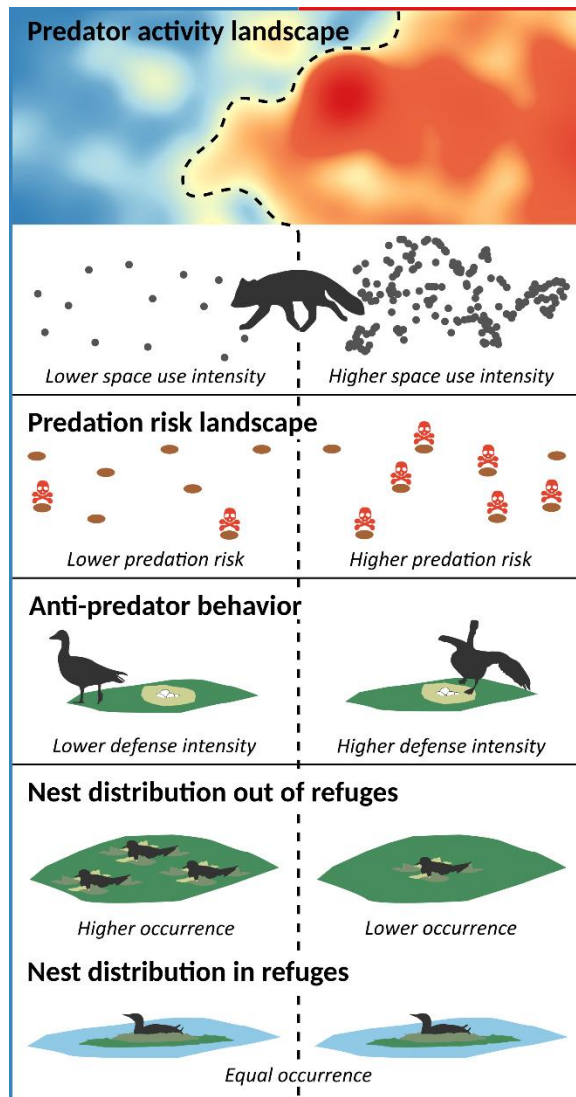 Predator activity landscape
Lower space use intensity
Higher space use intensity
Predation risk landscape
Lower predation risk
Higher predation risk
Anti-predator behavior
Lower defense intensity
Higher defense intensity
Nest distribution out of refuges
Higher occurrence
Lower occurrence
Nest distribution in refuges
Equal occurrence